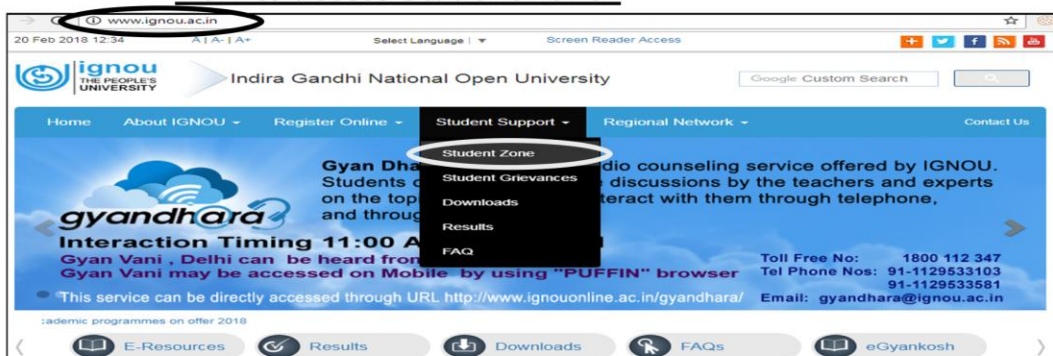 www.ignou.ac.in
20 Feb 2018 12:34 A | A- | A+ Select Language | ▼ Screen Reader Access
ignou
THE PEOPLE'S
UNIVERSITY
Indira Gandhi National Open University
Google Custom Search
Home About IGNOU Register Online Student Support Regional Network Contact Us
Student Zone
Student Grievances
Downloads
Results
FAQ
gyandhara
Gyan Dha dio counseling service offered by IGNOU.
Students discussions by the teachers and experts
on the topi teract with them through telephone,
and throug
Interaction Timing 11:00 A
Gyan Vani , Delhi can be heard from
Gyan Vani may be accessed on Mobile by using "PUFFIN" browser
This service can be directly accessed through URL http://www.ignouonline.ac.in/gyandhara/
Toll Free No: 1800 112 347
Tel Phone Nos: 91-1129533103
91-1129533581
Email: gyandhara@ignou.ac.in
ademic programmes on offer 2018
E-Resources Results Downloads FAQs eGyankosh